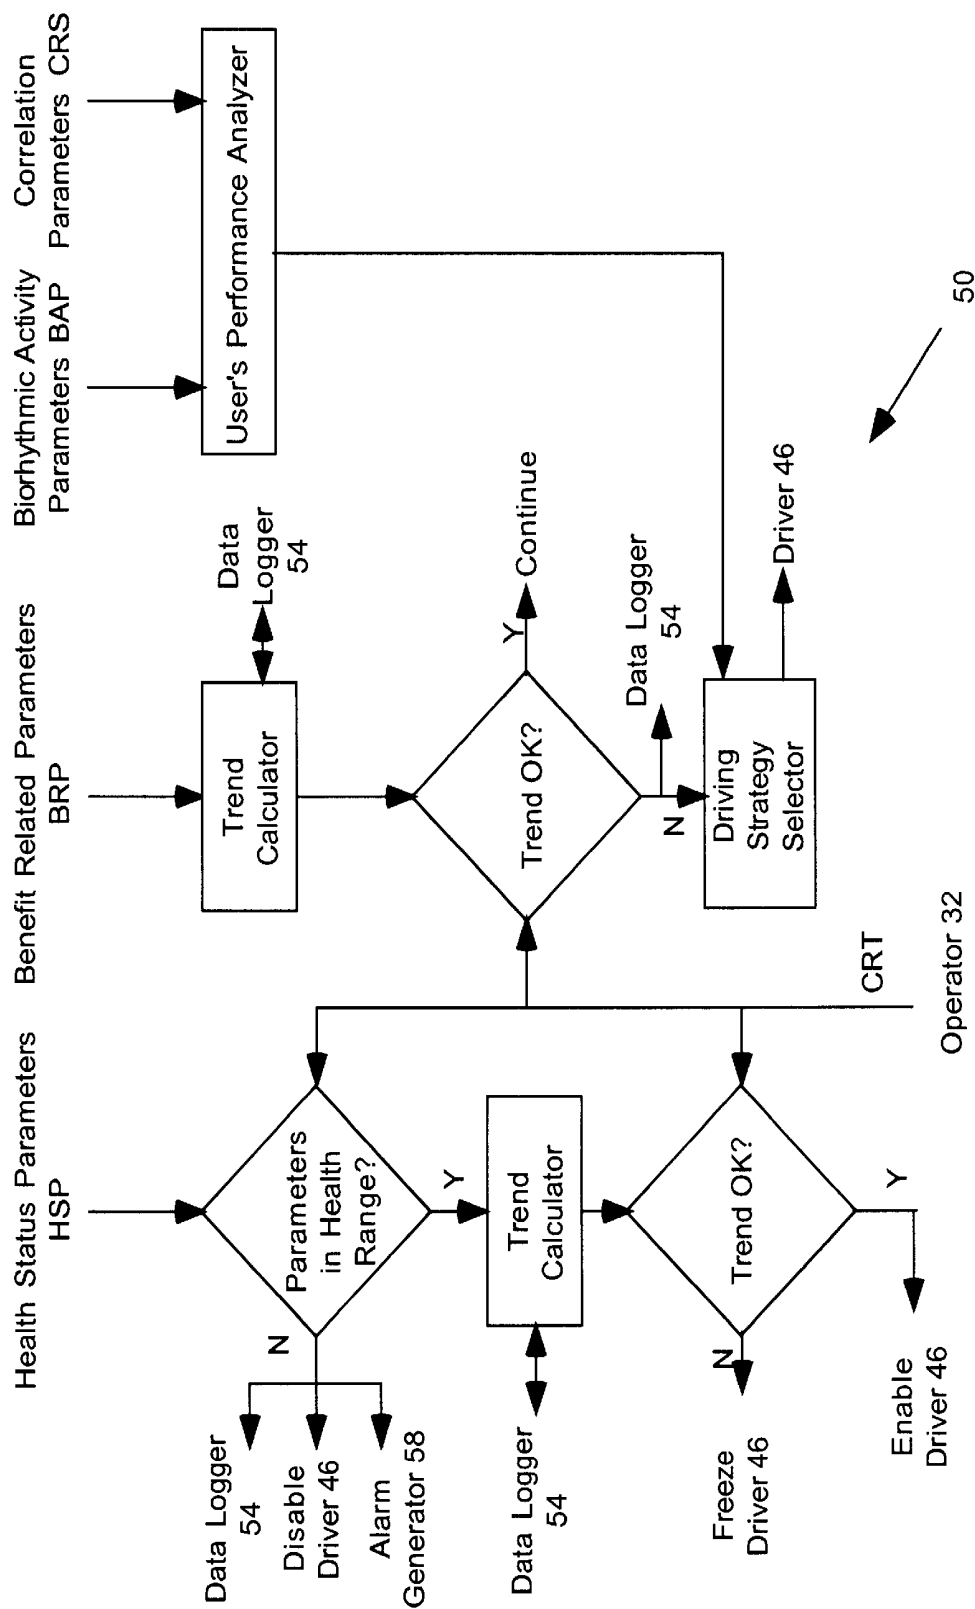 Health Status Parameters
HSP
Benefit Related Parameters
BRP
Biorhythmic Activity
Parameters BAP
Correlation
Parameters CRS
Parameters
in Health
Range?
N
Y
Data Logger
54
Disable
Driver 46
Alarm
Generator 58
Trend
Calculator
Data Logger
54
Trend OK?
N
Freeze
Driver 46
Y
Enable
Driver 46
Trend
Calculator
Data
Logger
54
Trend OK?
Y
Continue
N
Data Logger
54
Driving
Strategy
Selector
Driver 46
User's Performance Analyzer
CRT
Operator 32
50